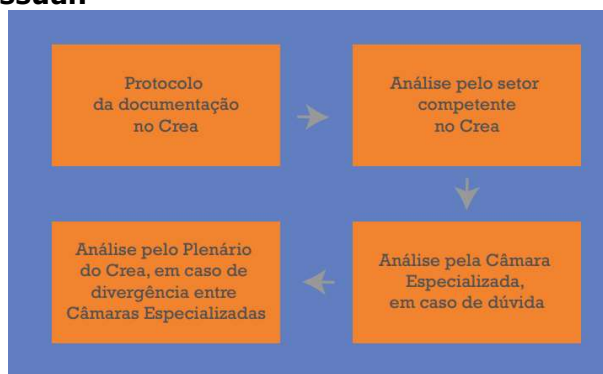 Protocolo
da documentação
no Crea
Análise pelo setor
competente
no Crea
Análise pela Câmara
Especializada,
em caso de dúvida
Análise pelo Plenário
do Crea, em caso de
divergência entre
Câmaras Especializadas